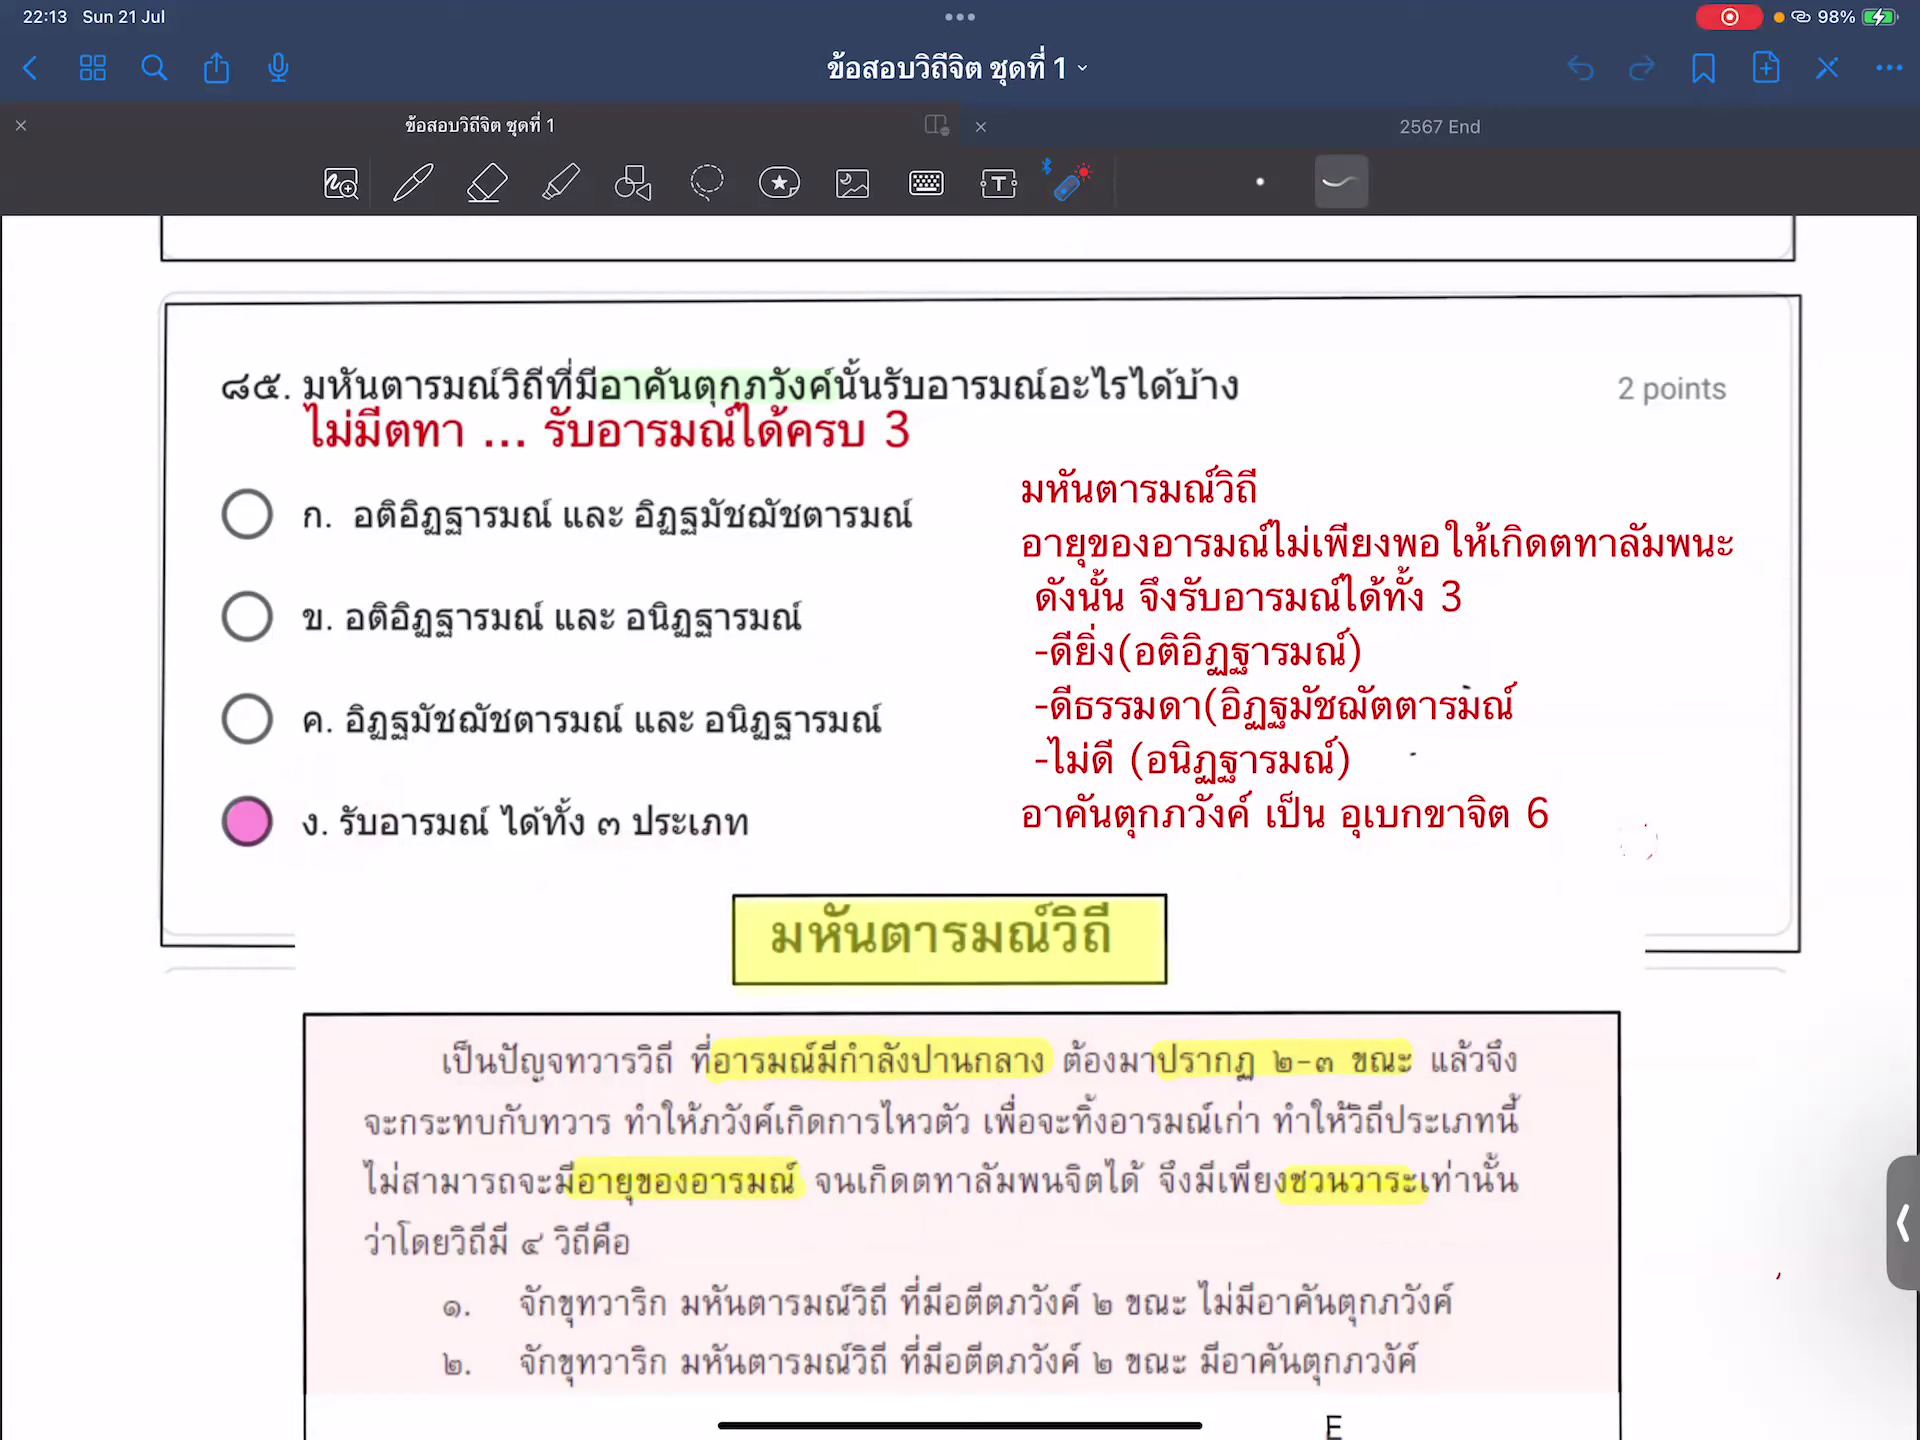 22:13 Sun 21 Jul
98%
ข้อสอบวิถีจิต ชุดที่ 1
ข้อสอบวิถีจิต ชุดที่ 1
2567 End
๘๕. มหันตารมณ์วิถีที่มีอาคันตุกภวังค์นั้นรับอารมณ์อะไรได้บ้าง
2 points
ไม่มีตทา ... รับอารมณ์ได้ครบ 3
ก. อติอิฏฐารมณ์ และ อิฏฐมัชฌัชตารมณ์
ข. อติอิฏฐารมณ์ และ อนิฏฐารมณ์
ค. อิฏฐมัชฌัชตารมณ์ และ อนิฏฐารมณ์
ง. รับอารมณ์ ได้ทั้ง ๓ ประเภท
มหันตารมณ์วิถี
อายุของอารมณ์ไม่เพียงพอให้เกิดตทาลัมพนะ
ดังนั้น จึงรับอารมณ์ได้ทั้ง 3
-ดียิ่ง(อติอิฏฐารมณ์)
-ดีธรรมดา(อิฏฐมัชฌัตตารมณ์
-ไม่ดี (อนิฏฐารมณ์)
อาคันตุกภวังค์ เป็น อุเบกขาจิต 6
มหันตารมณ์วิถี
เป็นปัญจทวารวิถี ที่อารมณ์มีกำลังปานกลาง ต้องมาปรากฏ ๒-๓ ขณะ แล้วจึง
จะกระทบกับทวาร ทำให้ภวังค์เกิดการไหวตัว เพื่อจะทิ้งอารมณ์เก่า ทำให้วิถีประเภทนี้
ไม่สามารถจะมีอายุของอารมณ์ จนเกิดตทาลัมพนจิตได้ จึงมีเพียงชวนวาระเท่านั้น
ว่าโดยวิถีมี ๔ วิถีคือ
๑. จักขุทวาริก มหันตารมณ์วิถี ที่มีอตีตภวังค์ ๒ ขณะ ไม่มีอาคันตุกภวังค์
๒. จักขุทวาริก มหันตารมณ์วิถี ที่มีอตีตภวังค์ ๒ ขณะ มีอาคันตุกภวังค์
E